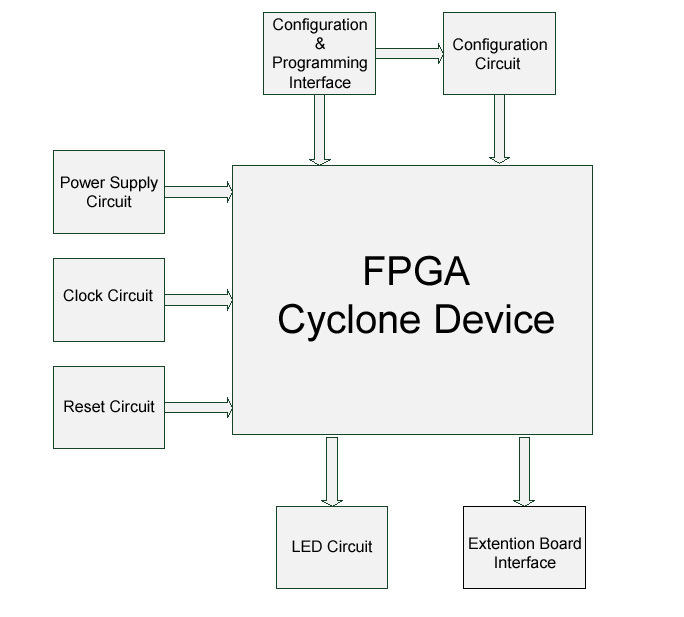 Configuration
&
Programming
Interface
Configuration
Circuit
Power Supply
Circuit
FPGA
Cyclone Device
Clock Circuit
Reset Circuit
LED Circuit
Extention Board
Interface